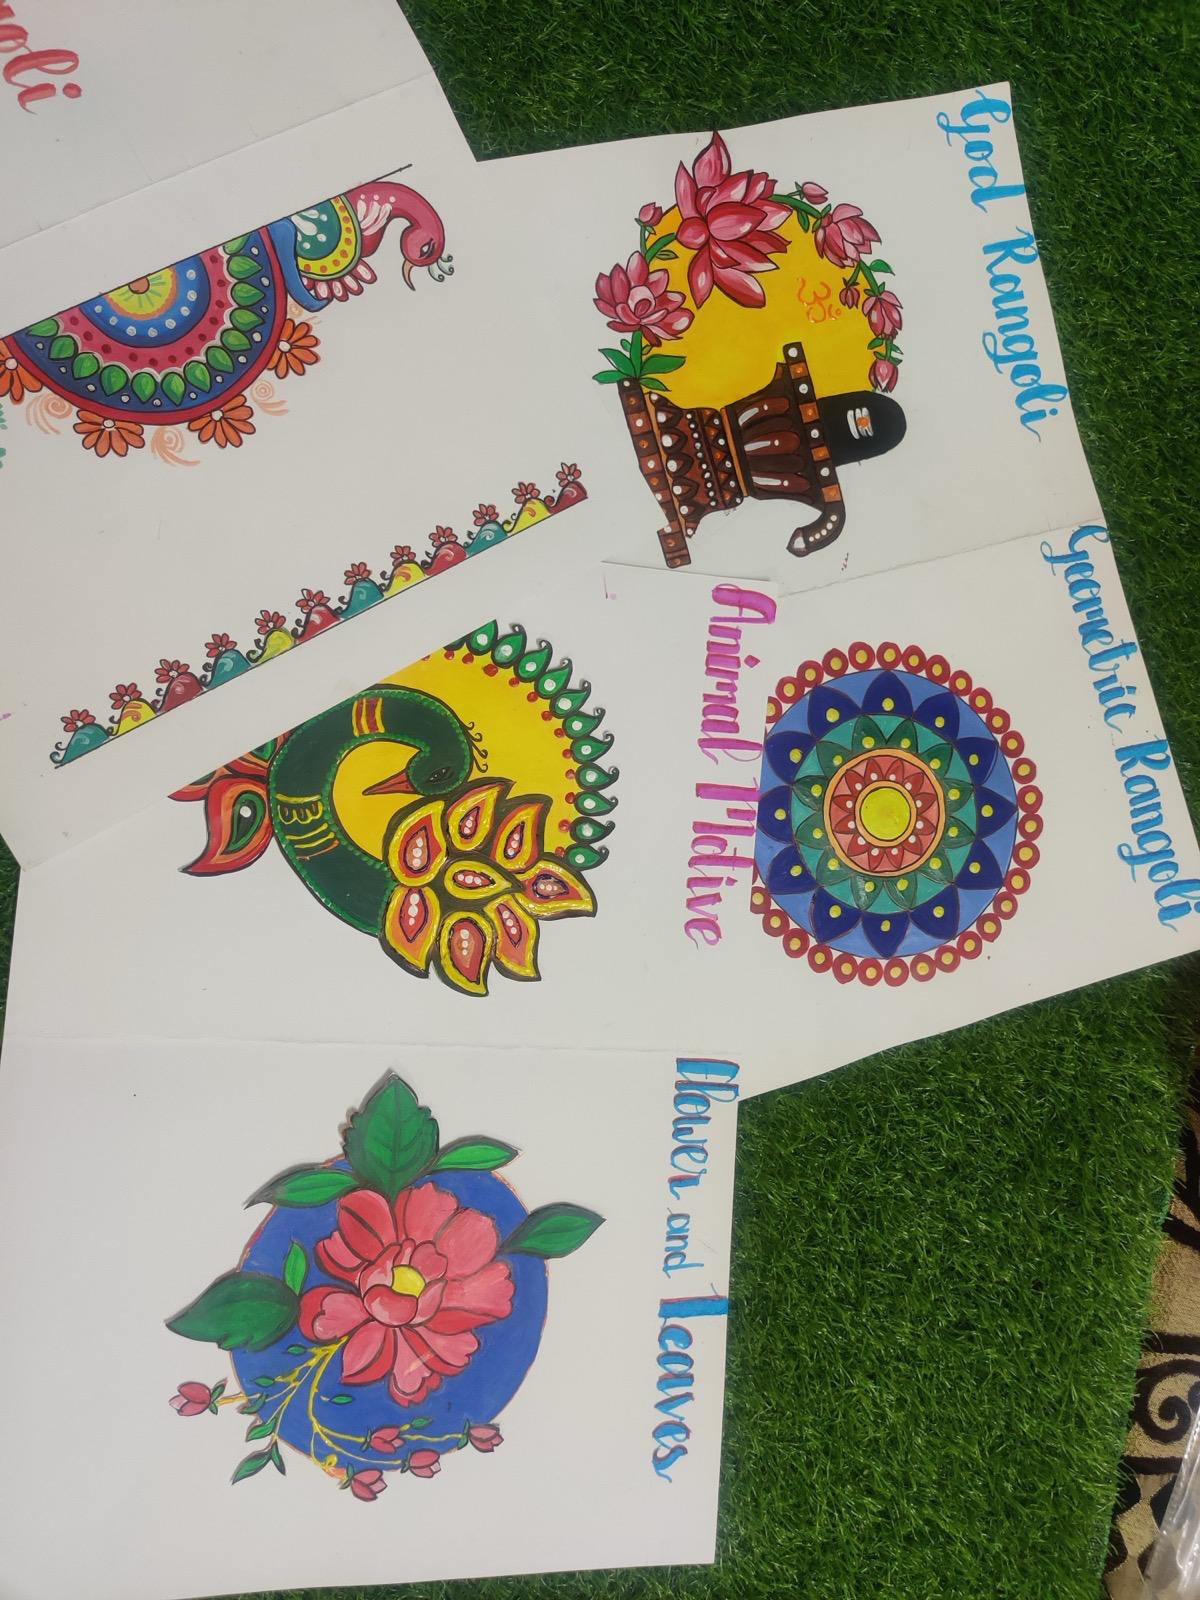 God Rangoli
ॐ
Geometric Rangoli
Animal Motive
Flower and Leaves